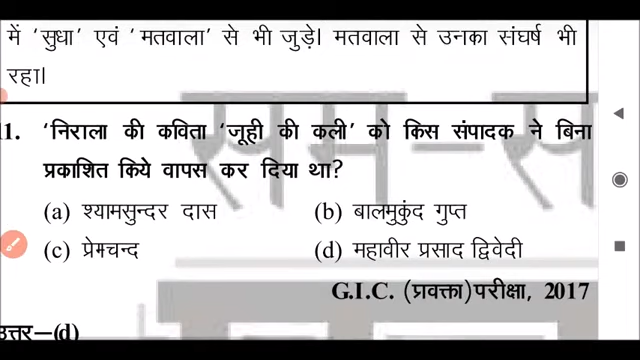 में 'सुधा' एवं 'मतवाला' से भी जुड़े। मतवाला से उनका संघर्ष भी
रहा।
11. 'निराला की कविता 'जूही की कली' को किस संपादक ने बिना
प्रकाशित किये वापस कर दिया था?
(a) श्यामसुन्दर दास (b) बालमुकुंद गुप्त
(c) प्रेमचन्द (d) महावीर प्रसाद द्विवेदी
G.I.C. (प्रवक्ता) परीक्षा, 2017
उत्तर—(d)